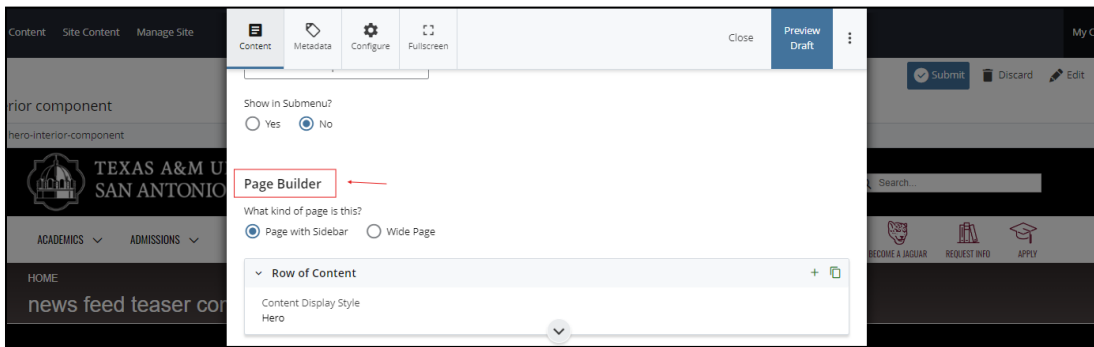 Content Site Content Manage Site
Content Metadata Configure Fullscreen
Close
Preview Draft
My C
Submit Discard Edit
rior component
hero-interior-component
Show in Submenu?
Yes No
TEXAS A&M U
SAN ANTONIO
Search...
Page Builder
What kind of page is this?
Page with Sidebar Wide Page
ACADEMICS ADMISSIONS
BECOME A JAGUAR REQUEST INFO APPLY
Row of Content
HOME
news feed teaser cor
Content Display Style
Hero